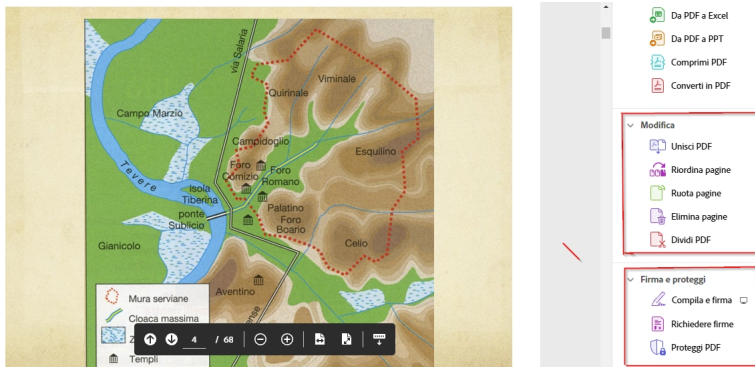 via Salaria
Viminale
Quirinale
Campo Marzio
Campidoglio
Esquilino
Foro
Comizio
Foro
Romano
Tevere
Isola
Tiberina
ponte
Sublicio
Palatino
Foro
Boario
Gianicolo
Celio
Aventino
Mura serviane
Cloaca massima
Templi
4 / 68
Da PDF a Excel
Da PDF a PPT
Comprimi PDF
Converti in PDF
Modifica
Unisci PDF
Riordina pagine
Ruota pagine
Elimina pagine
Dividi PDF
Firma e proteggi
Compila e firma
Richiedere firme
Proteggi PDF